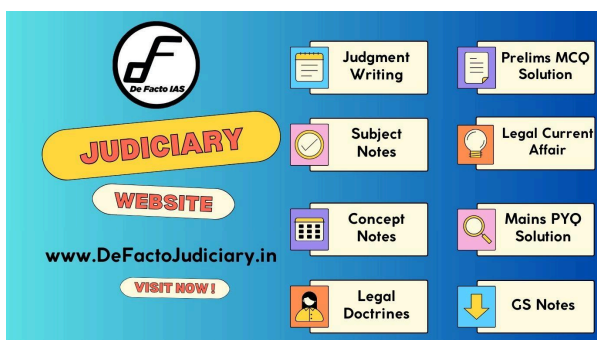 De Facto IAS
JUDICIARY
WEBSITE
www.DeFactoJudiciary.in
VISIT NOW !
Judgment
Writing
Prelims MCQ
Solution
Subject
Notes
Legal Current
Affair
Concept
Notes
Mains PYQ
Solution
Legal
Doctrines
GS Notes